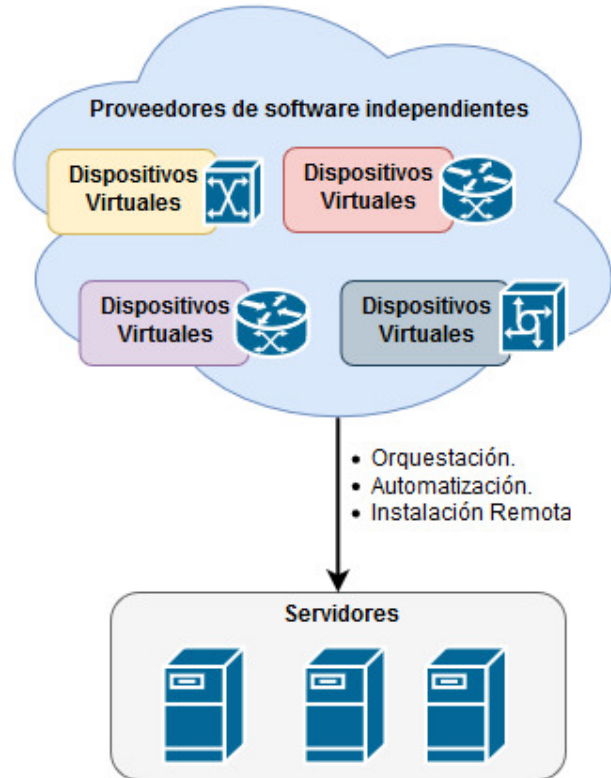 Proveedores de software independientes
Dispositivos
Virtuales
Dispositivos
Virtuales
Dispositivos
Virtuales
Dispositivos
Virtuales
• Orquestación.
• Automatización.
• Instalación Remota
Servidores